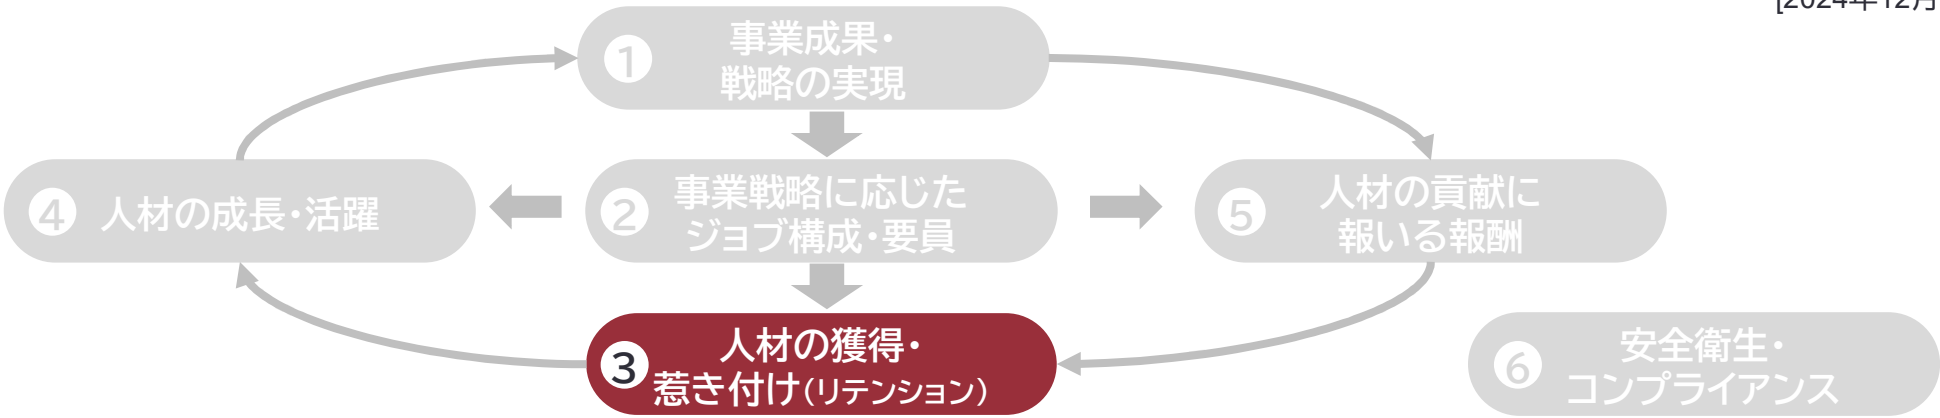 [2024年12月
1
事業成果・
戦略の実現
4
人材の成長・活躍
2
事業戦略に応じた
ジョブ構成・要員
5
人材の貢献に
報いる報酬
3
人材の獲得・
惹き付け(リテンション)
6
安全衛生・
コンプライアンス